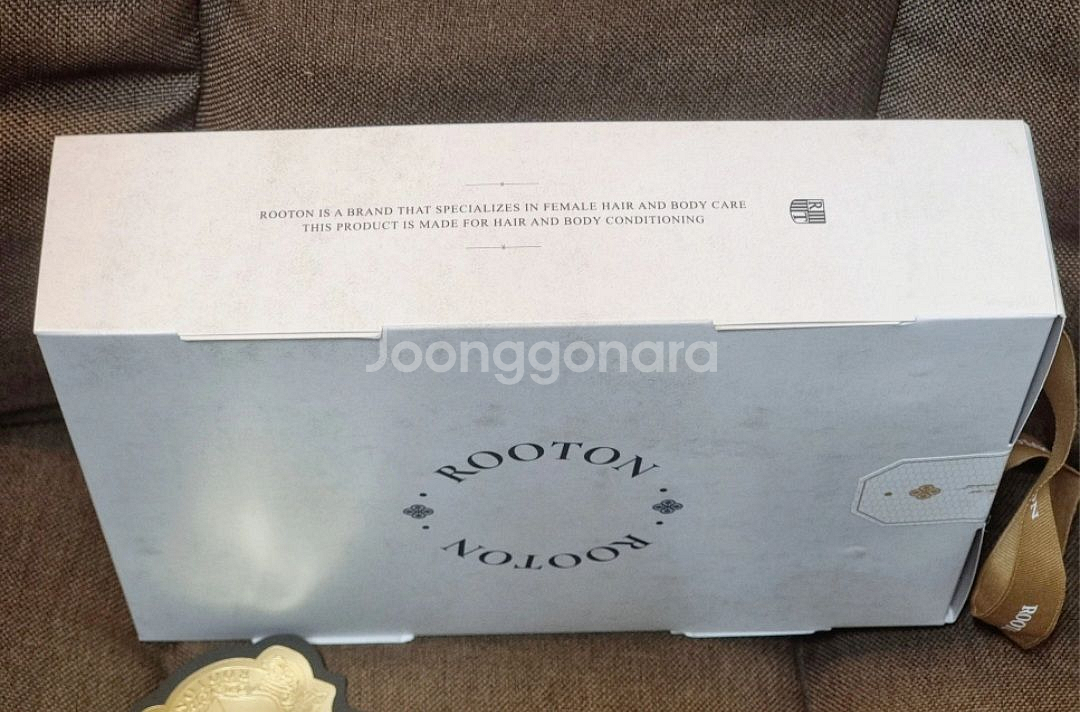 ROOTON IS A BRAND THAT SPECIALIZES IN FEMALE HAIR AND BODY CARE
THIS PRODUCT IS MADE FOR HAIR AND BODY CONDITIONING
RT
Joonggonara
ROOTON
ROOTON